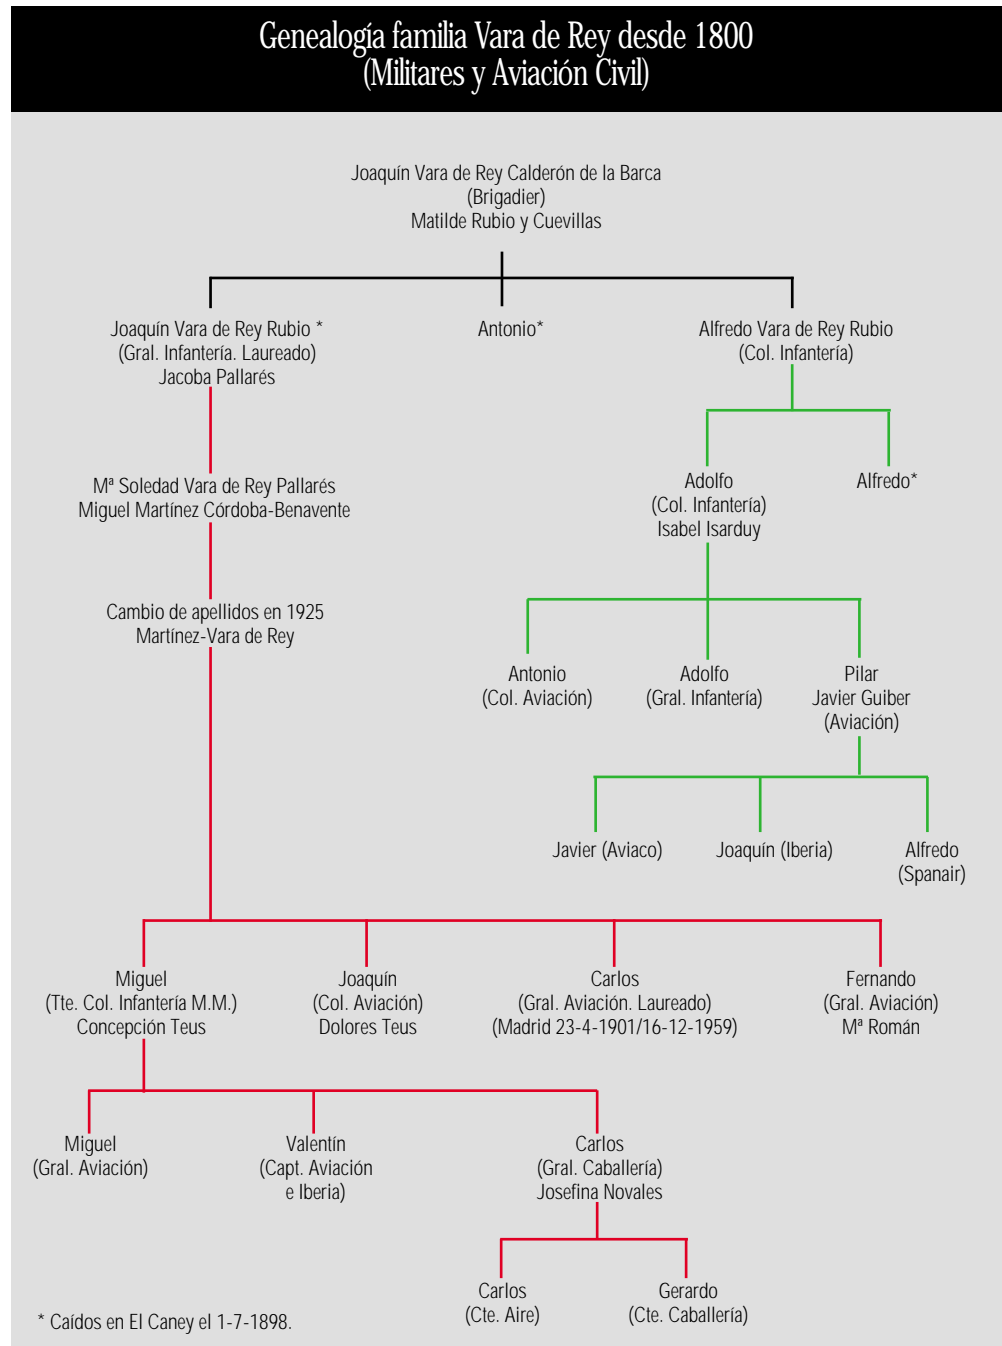 Genealogía familia Vara de Rey desde 1800
(Militares y Aviación Civil)
Joaquín Vara de Rey Calderón de la Barca
(Brigadier)
Matilde Rubio y Cuevillas
Joaquín Vara de Rey Rubio *
(Gral. Infantería. Laureado)
Jacoba Pallarés
Antonio*
Alfredo Vara de Rey Rubio
(Col. Infantería)
Mª Soledad Vara de Rey Pallarés
Miguel Martínez Córdoba-Benavente
Adolfo
(Col. Infantería)
Isabel Isarduy
Alfredo*
Cambio de apellidos en 1925
Martínez-Vara de Rey
Antonio
(Col. Aviación)
Adolfo
(Gral. Infantería)
Pilar
Javier Guiber
(Aviación)
Javier (Aviaco)
Joaquín (Iberia)
Alfredo
(Spanair)
Miguel
(Tte. Col. Infantería M.M.)
Concepción Teus
Joaquín
(Col. Aviación)
Dolores Teus
Carlos
(Gral. Aviación. Laureado)
(Madrid 23-4-1901/16-12-1959)
Fernando
(Gral. Aviación)
Mª Román
Miguel
(Gral. Aviación)
Valentín
(Capt. Aviación
e Iberia)
Carlos
(Gral. Caballería)
Josefina Novales
Carlos
(Cte. Aire)
Gerardo
(Cte. Caballería)
* Caídos en El Caney el 1-7-1898.